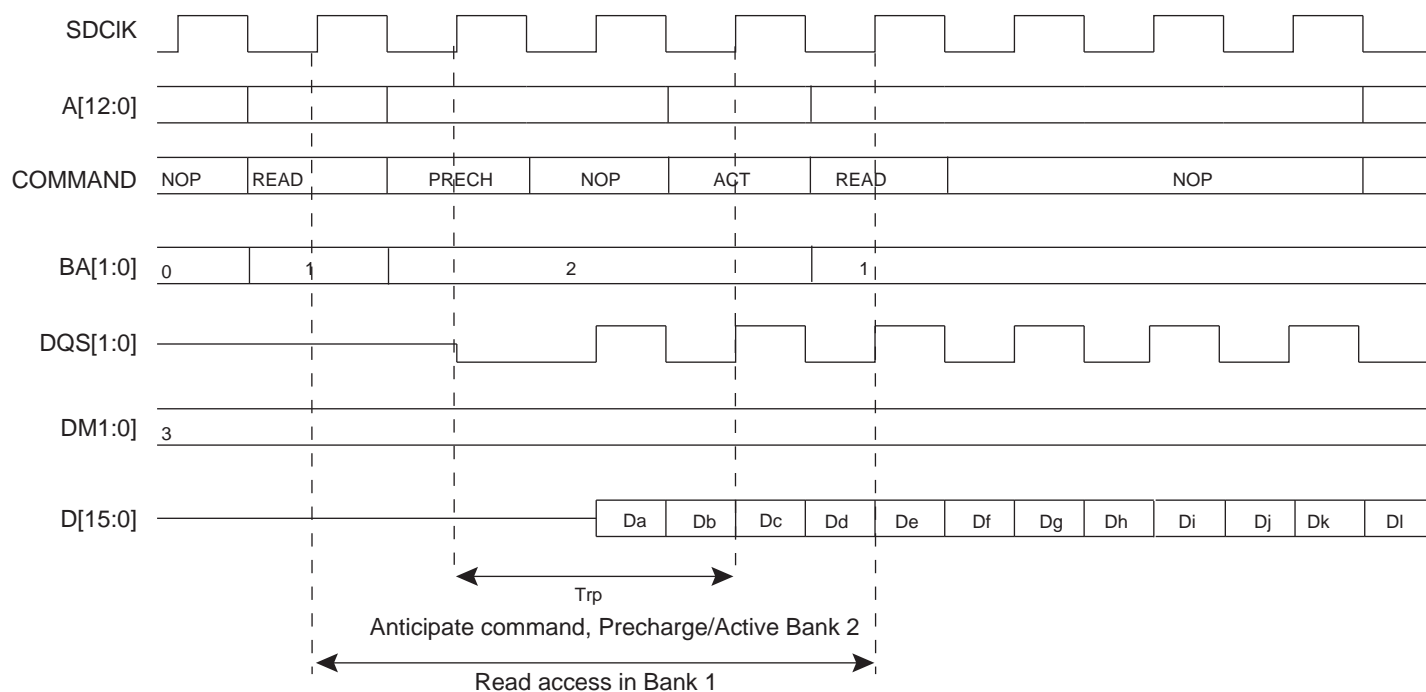 SDClK
A[12:0]
COMMAND NOP READ PRECH NOP ACT READ NOP
BA[1:0] 0 1 2 1
DQS[1:0]
DM1:0] 3
D[15:0] Da Db Dc Dd De Df Dg Dh Di Dj Dk Dl
Trp
Anticipate command, Precharge/Active Bank 2
Read access in Bank 1